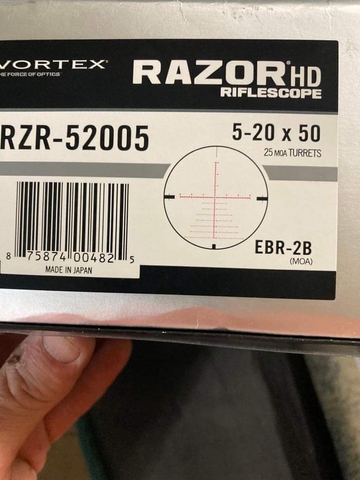 VORTEX®
THE FORCE OF OPTICS®
RAZOR® HD
RIFLESCOPE
RZR-52005
5-20 x 50
25 MOA TURRETS
EBR-2B
(MOA)
8 75874 00482 5
MADE IN JAPAN